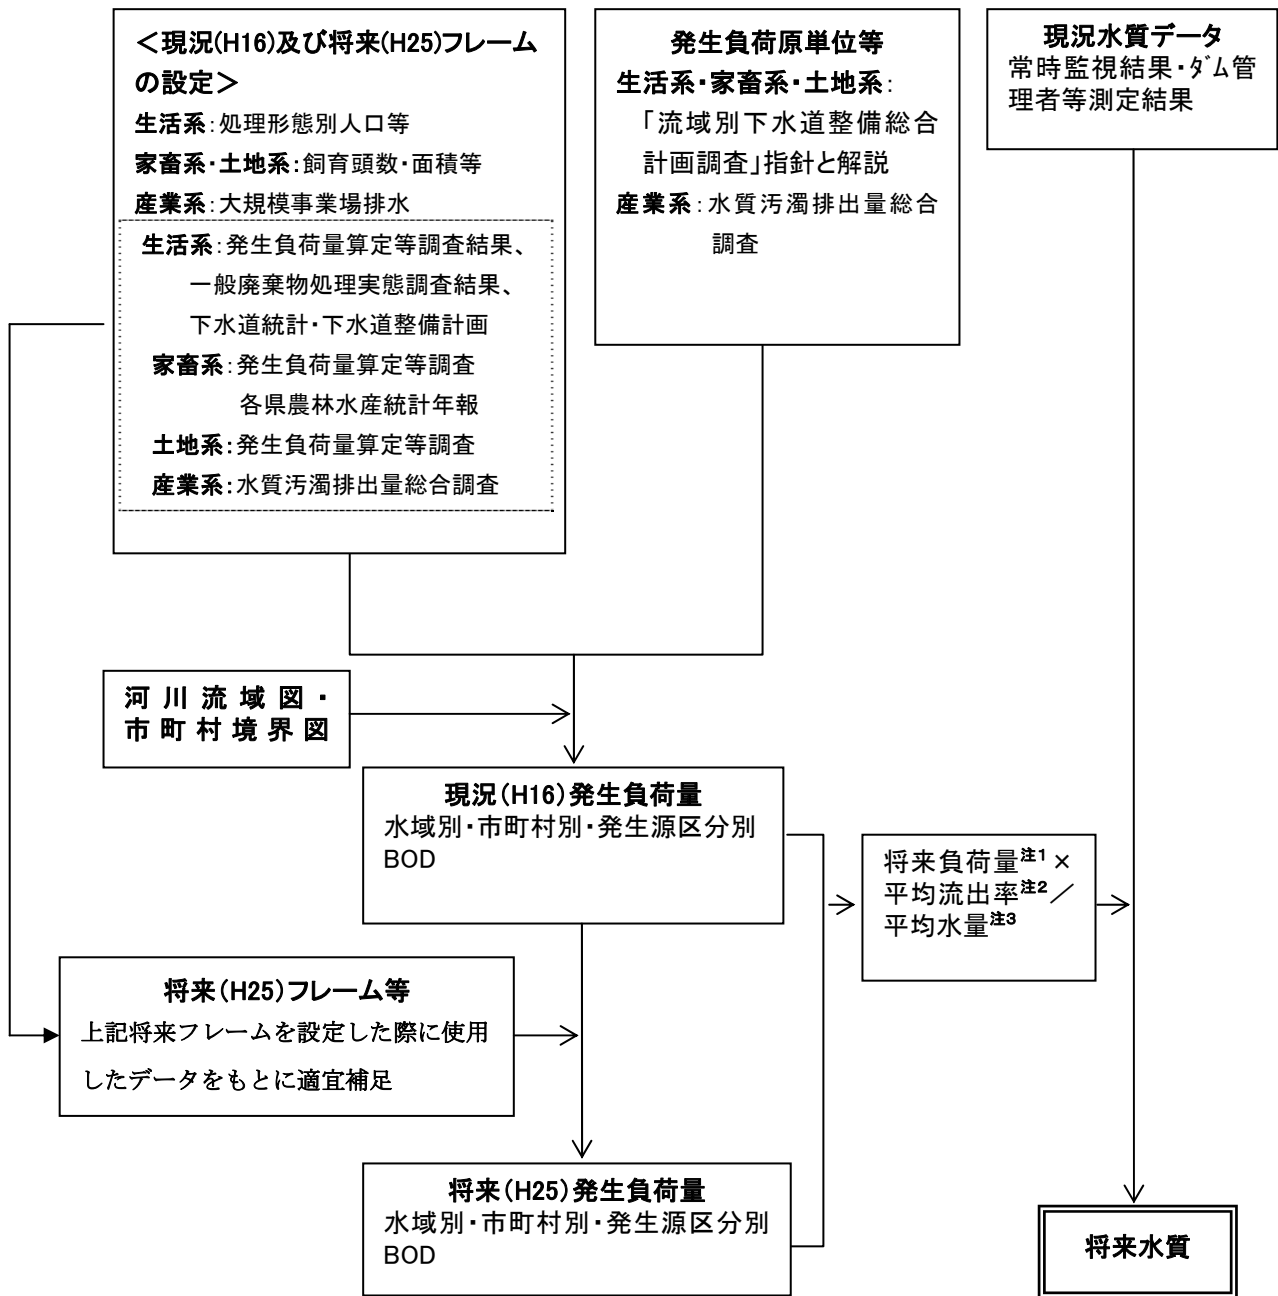 ＜現況(H16)及び将来(H25)フレーム
の設定＞
生活系：処理形態別人口等
家畜系・土地系：飼育頭数・面積等
産業系：大規模事業場排水
生活系：発生負荷量算定等調査結果、
一般廃棄物処理実態調査結果、
下水道統計・下水道整備計画
家畜系：発生負荷量算定等調査
各県農林水産統計年報
土地系：発生負荷量算定等調査
産業系：水質汚濁排出量総合調査
発生負荷原単位等
生活系・家畜系・土地系：
「流域別下水道整備総合
計画調査」指針と解説
産業系：水質汚濁排出量総合
調査
現況水質データ
常時監視結果・ﾀﾞﾑ管
理者等測定結果
河川流域図・
市町村境界図
現況（H16）発生負荷量
水域別・市町村別・発生源区分別
BOD
将来負荷量注1×
平均流出率注2／
平均水量注3
将来（H25）フレーム等
上記将来フレームを設定した際に使用
したデータをもとに適宜補足
将来（H25）発生負荷量
水域別・市町村別・発生源区分別
BOD
将来水質